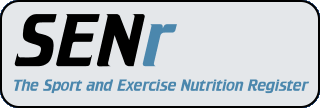 SENr
The Sport and Exercise Nutrition Register